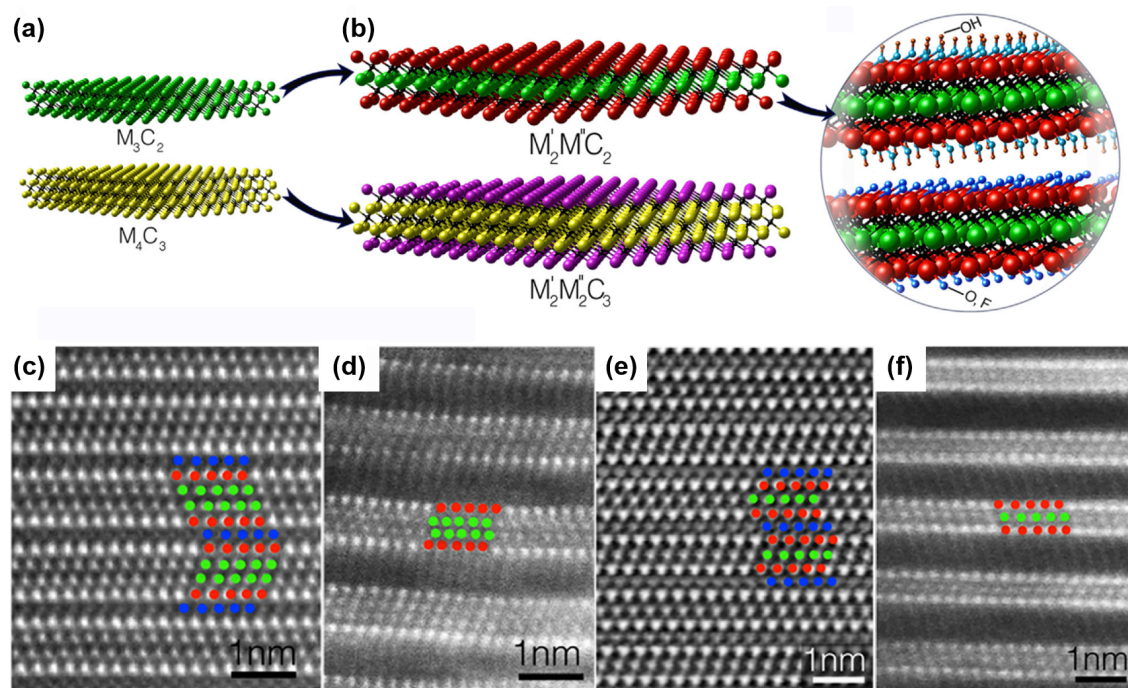 (a)
(b)
-OH
M₃C₂
M'₂M"C₂
M₄C₃
M'₂M"₂C₃
O, F
(c)
(d)
(e)
(f)
1nm
1nm
1nm
1nm